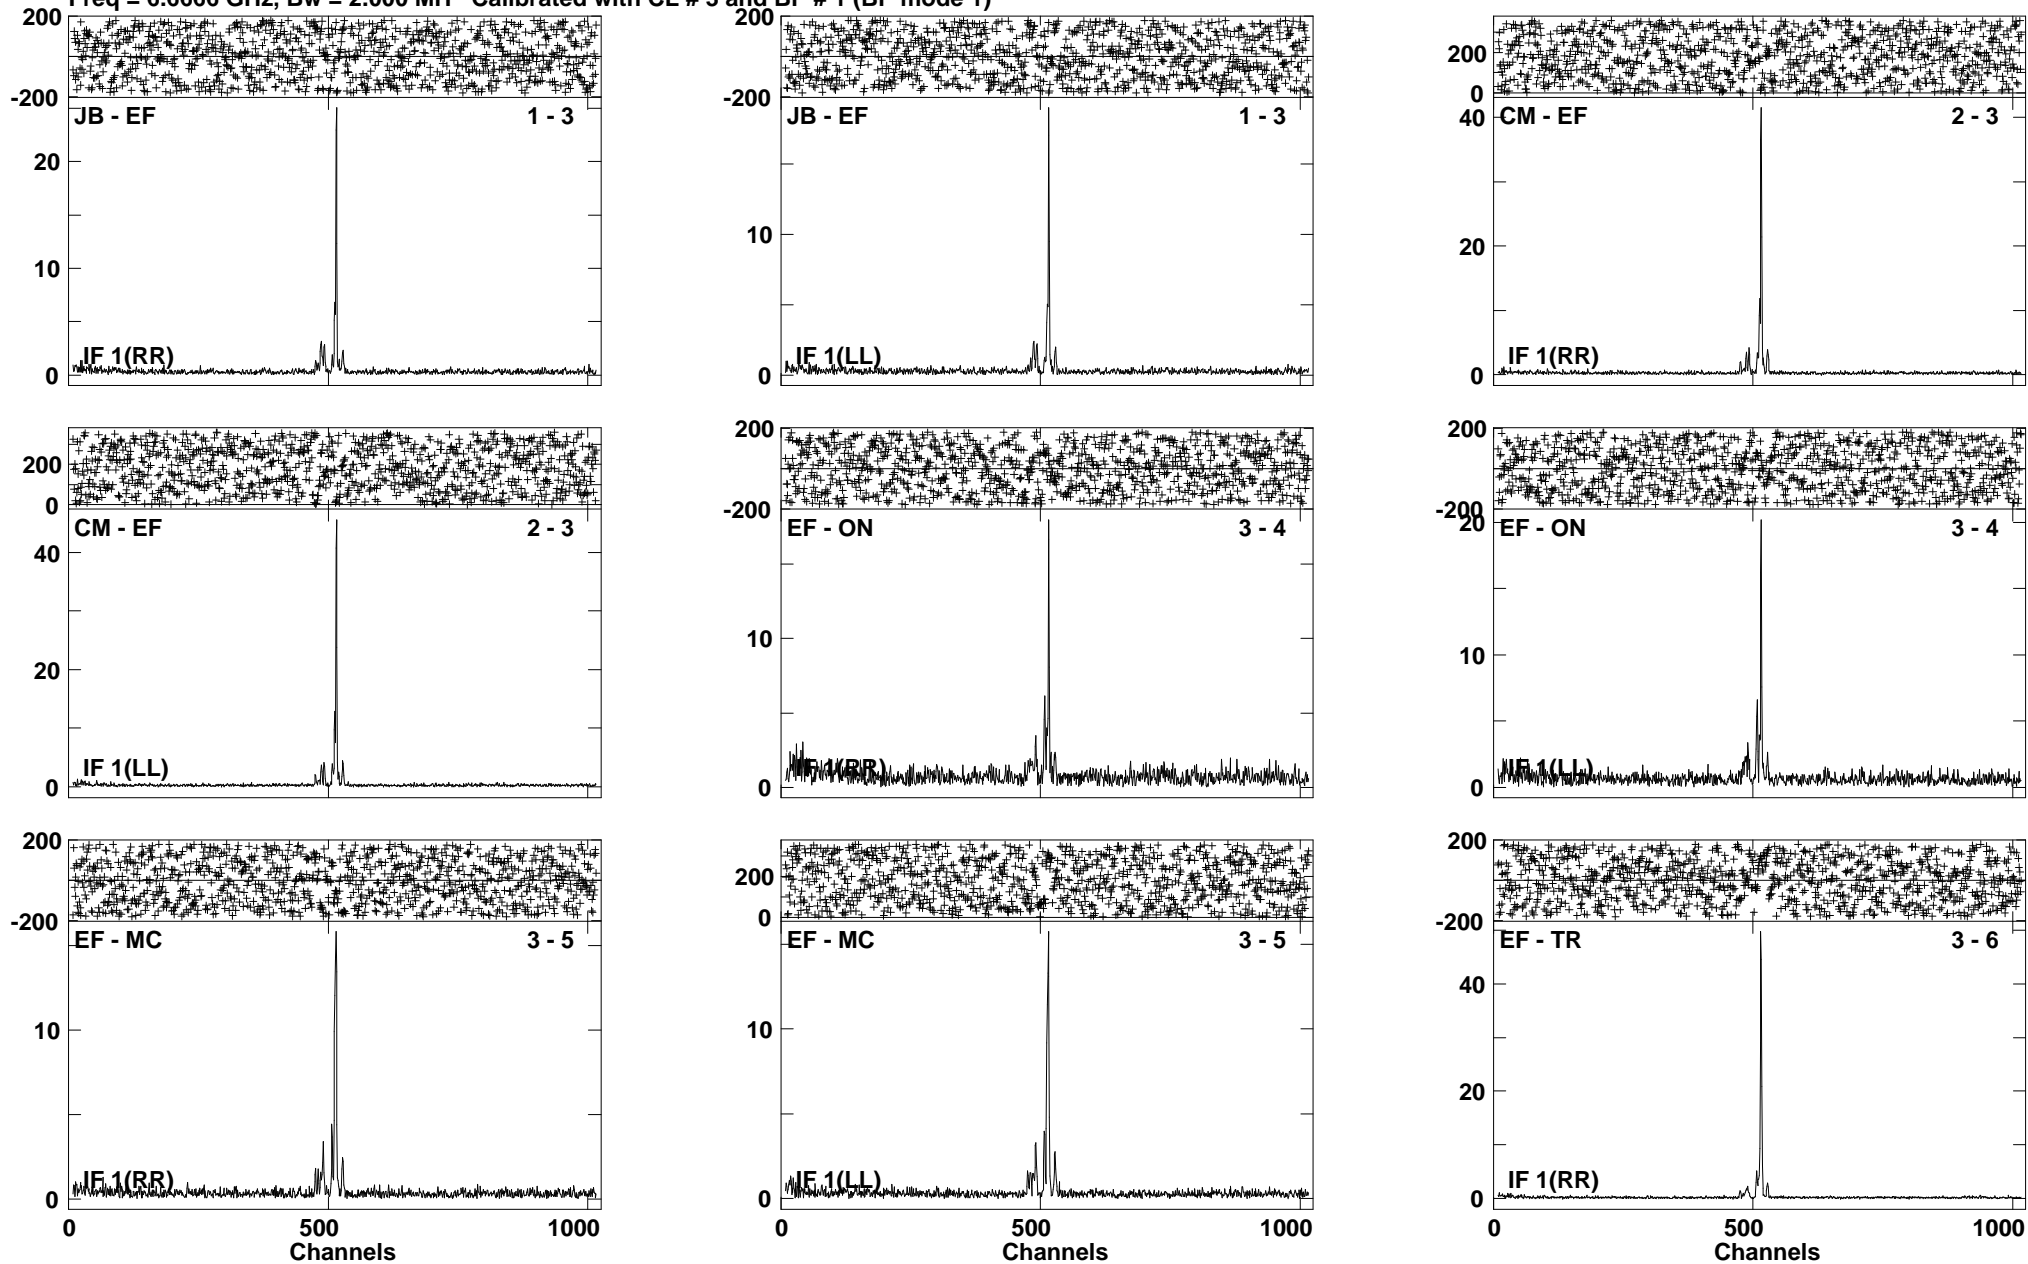 Freq = 6.6666 GHz, Bw = 2.000 MH Calibrated with CL # 3 and BP # 1 (BP mode 1)
200
-200
JB - EF 1 - 3
20
10
0
IF 1(RR)
200
-200
JB - EF 1 - 3
10
0
IF 1(LL)
200
0
CM - EF 2 - 3
40
20
0
IF 1(RR)
200
0
CM - EF 2 - 3
40
20
0
IF 1(LL)
200
-200
EF - ON 3 - 4
10
0
IF 1(RR)
200
-200
EF - ON 3 - 4
20
10
0
IF 1(LL)
200
-200
EF - MC 3 - 5
10
0
IF 1(RR)
0 500 1000
Channels
200
0
EF - MC 3 - 5
10
0
IF 1(LL)
0 500 1000
Channels
200
-200
EF - TR 3 - 6
40
20
0
IF 1(RR)
0 500 1000
Channels